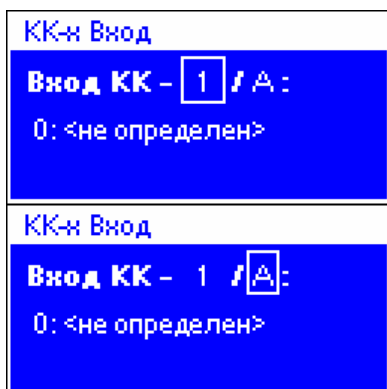 КК-н Вход
Вход КК - 1 / А:
0: <не определен>
КК-н Вход
Вход КК - 1 / А:
0: <не определен>